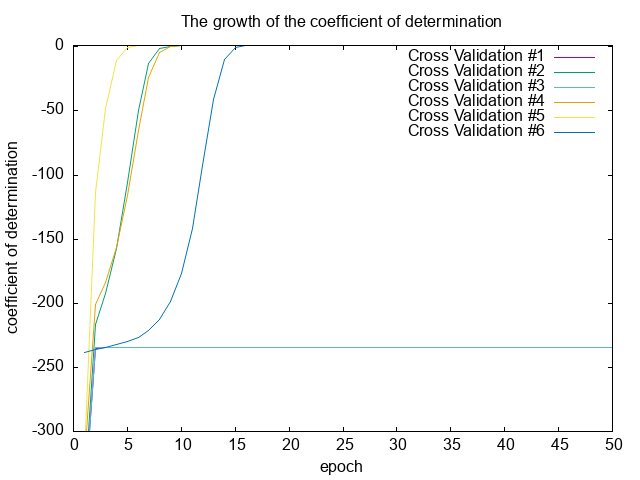 The growth of the coefficient of determination
0
-50
-100
-150
-200
-250
-300
coefficient of determination
Cross Validation #1
Cross Validation #2
Cross Validation #3
Cross Validation #4
Cross Validation #5
Cross Validation #6
0 5 10 15 20 25 30 35 40 45 50
epoch